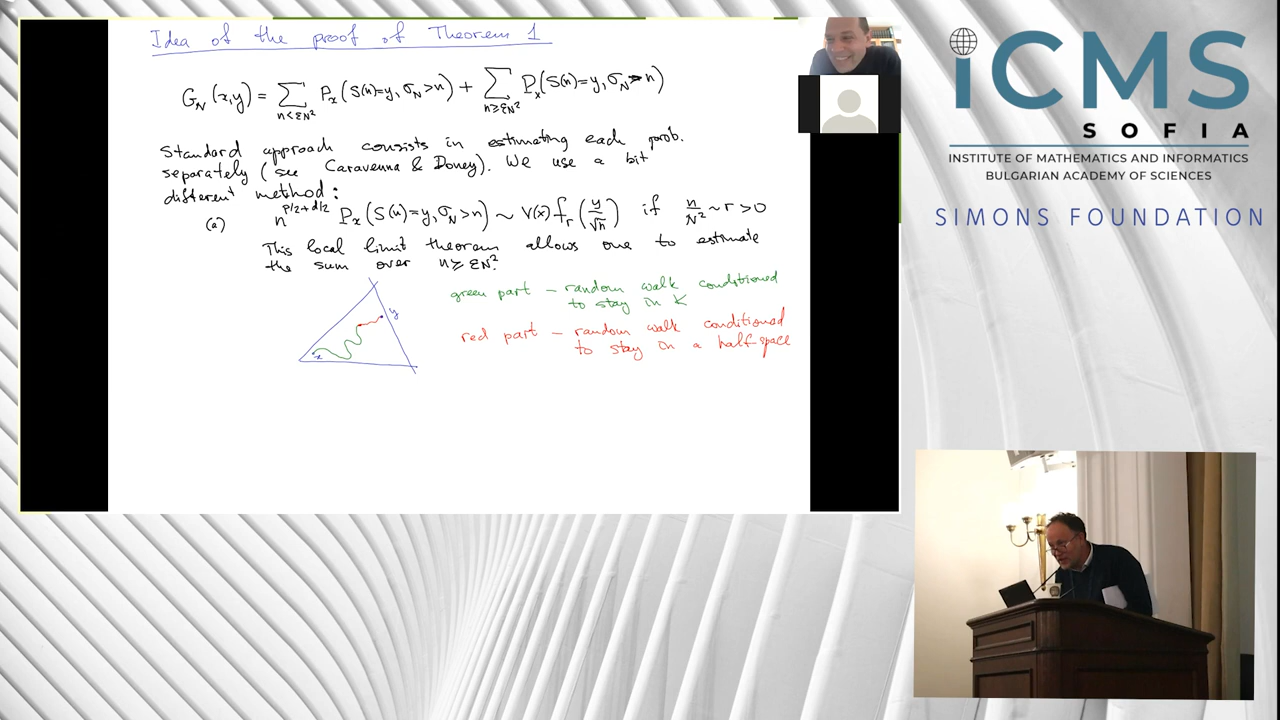 Idea of the proof of Theorem 1
G_N(x,y) = ∑_{n<εN²} P_x(S(n)=y, σ_N>n) + ∑_{n≥εN²} P_x(S(n)=y, σ_N>n)
Standard approach consists in estimating each prob.
separately (see Caravenna & Doney). We use a bit
different method:
(a) n^{p/2+d/2} P_x(S(n)=y, σ_N>n) ~ V(x) f_r(y/√n) if n/N² ~ r > 0
This local limit theorem allows one to estimate
the sum over n≥εN².
green part – random walk conditioned
to stay in K
red part – random walk conditioned
to stay in a half-space
x
y
iCMS
SOFIA
INSTITUTE OF MATHEMATICS AND INFORMATICS
BULGARIAN ACADEMY OF SCIENCES
SIMONS FOUNDATION